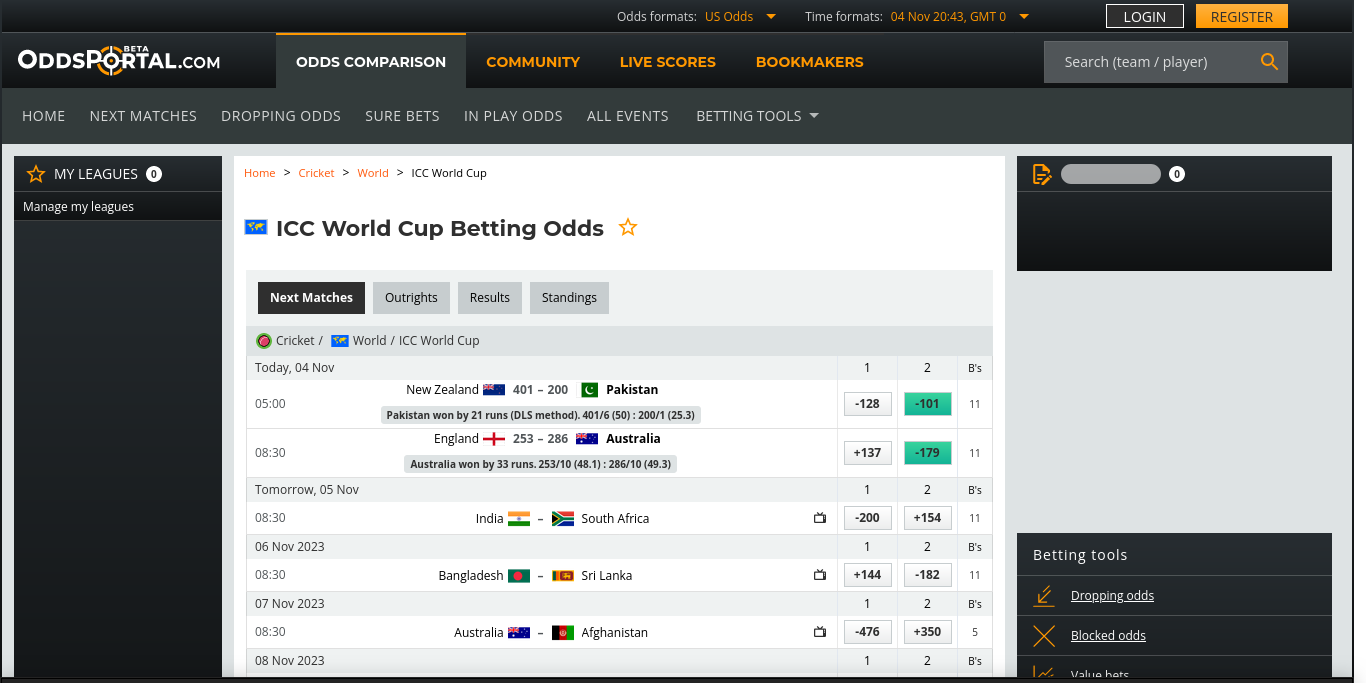 Odds formats: US Odds Time formats: 04 Nov 20:43, GMT 0 LOGIN REGISTER
ODDSPORTAL.COM BETA ODDS COMPARISON COMMUNITY LIVE SCORES BOOKMAKERS Search (team / player)
HOME NEXT MATCHES DROPPING ODDS SURE BETS IN PLAY ODDS ALL EVENTS BETTING TOOLS
MY LEAGUES 0
Manage my leagues
Home > Cricket > World > ICC World Cup
ICC World Cup Betting Odds
Next Matches Outrights Results Standings
Cricket / World / ICC World Cup
Today, 04 Nov 1 2 B's
05:00 New Zealand 401 – 200 Pakistan -128 -101 11
Pakistan won by 21 runs (DLS method). 401/6 (50) : 200/1 (25.3)
08:30 England 253 – 286 Australia +137 -179 11
Australia won by 33 runs. 253/10 (48.1) : 286/10 (49.3)
Tomorrow, 05 Nov 1 2 B's
08:30 India – South Africa -200 +154 11
06 Nov 2023 1 2 B's
08:30 Bangladesh – Sri Lanka +144 -182 11
07 Nov 2023 1 2 B's
08:30 Australia – Afghanistan -476 +350 5
08 Nov 2023 1 2 B's
0
Betting tools
Dropping odds
Blocked odds
Value bets